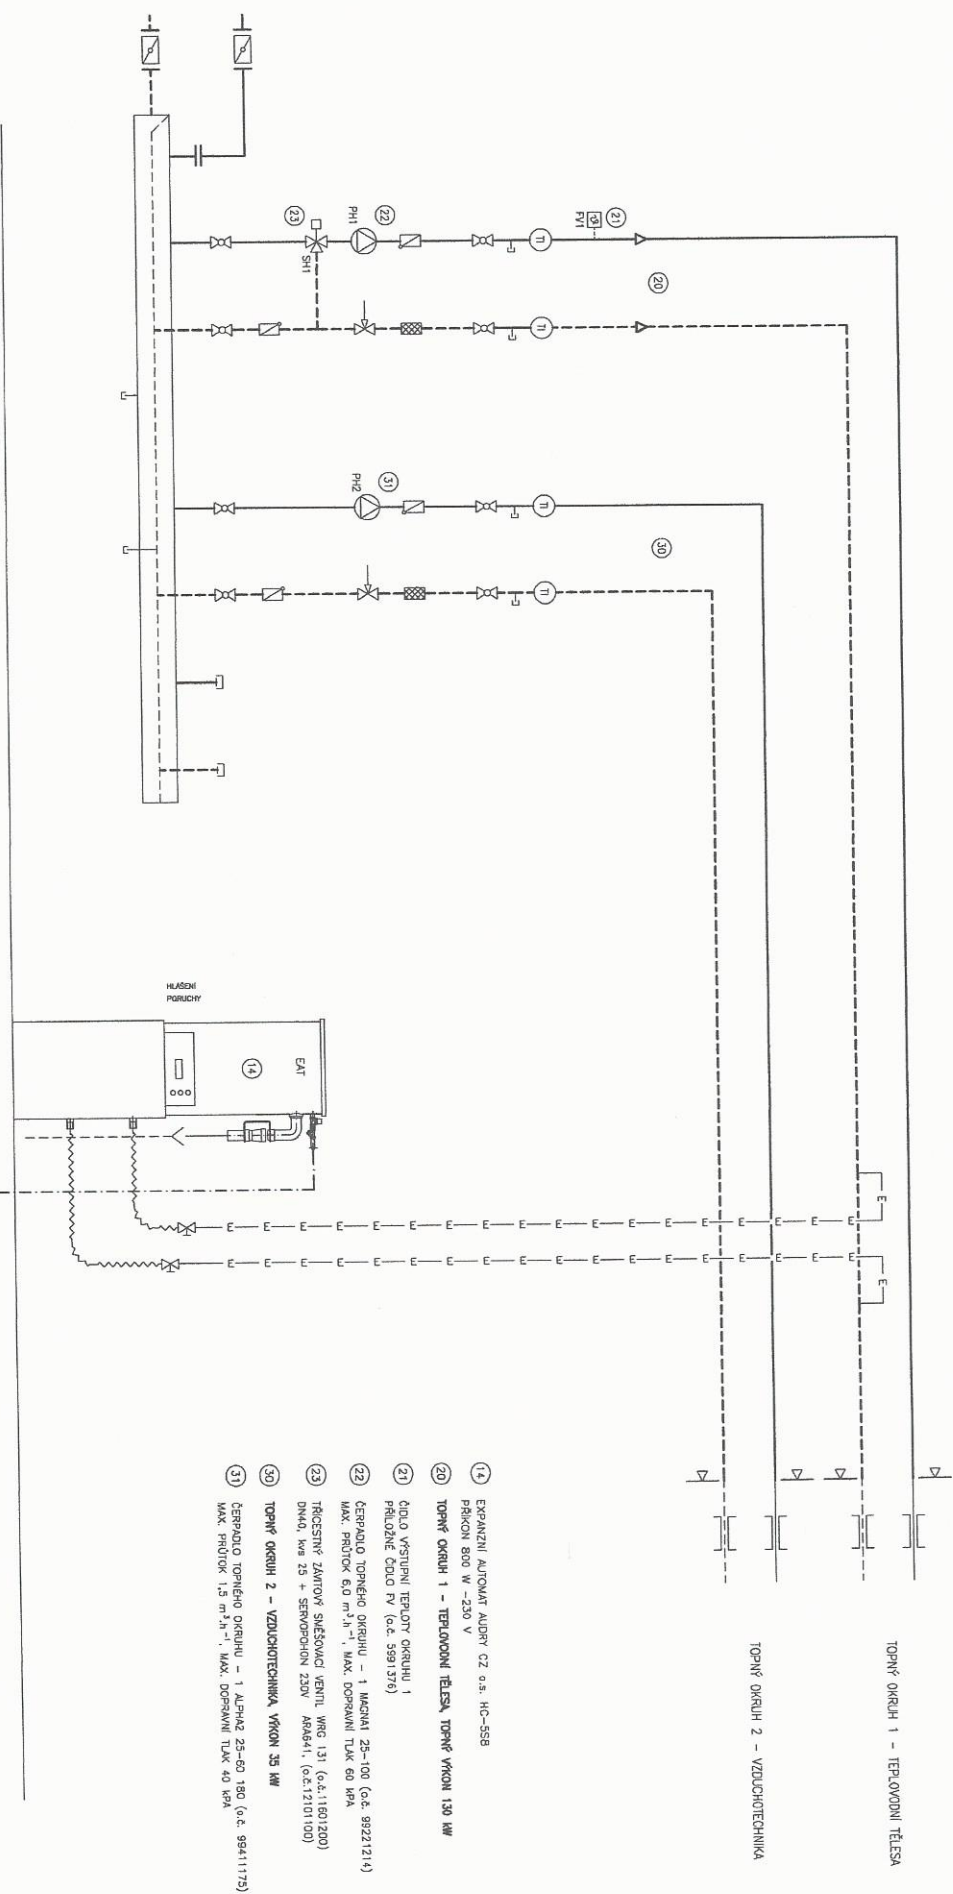 TOPNÝ OKRUH 1 - TEPLOVODNÍ TĚLESA
TOPNÝ OKRUH 2 - VZDUCHOTECHNIKA
21
FV1
TI
TI
20
22
PH1
23
SH1
TI
TI
30
31
PH2
HLÁŠENÍ
PORUCHY
EAT
14
E
E
E E E E E E E E E E E E E E E E E E
E E E E E E E E E E E E E E E E E E
14 EXPANZNÍ AUTOMAT AUDRY CZ a.s. HC-5SB
PŘÍKON 800 W -230 V
20 TOPNÝ OKRUH 1 - TEPLOVODNÍ TĚLESA, TOPNÝ VÝKON 130 kW
21 ČIDLO VÝSTUPNÍ TEPLOTY OKRUHU 1
PŘÍLOŽNÉ ČIDLO FV (o.č. 5991376)
22 ČERPADLO TOPNÉHO OKRUHU - 1 MAGNA1 25-100 (o.č. 99221214)
MAX. PRŮTOK 6,0 m³.h⁻¹, MAX. DOPRAVNÍ TLAK 60 kPA
23 TŘÍCESTNÝ ZÁVITOVÝ SMĚŠOVACÍ VENTIL WRG 131 (o.č.11601200)
DN40, kvs 25 + SERVOPOHON 230V ARA641, (o.č.12101100)
30 TOPNÝ OKRUH 2 - VZDUCHOTECHNIKA, VÝKON 35 kW
31 ČERPADLO TOPNÉHO OKRUHU - 1 ALPHA2 25-60 180 (o.č. 99411175)
MAX. PRŮTOK 1,5 m³.h⁻¹, MAX. DOPRAVNÍ TLAK 40 kPA